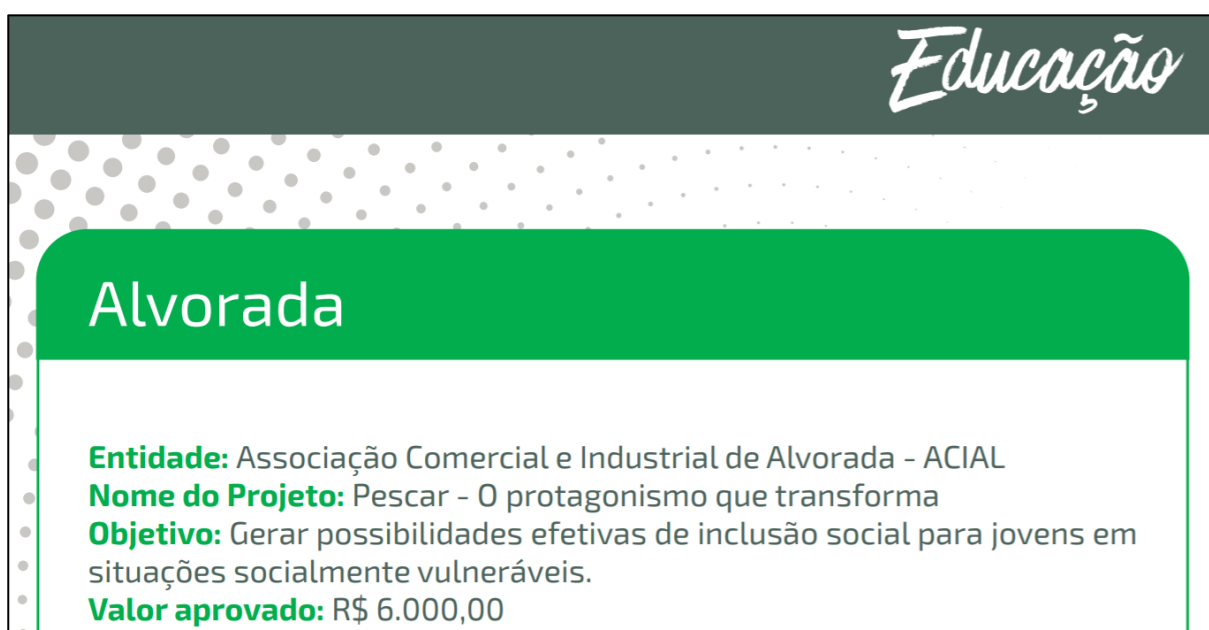 Educação
Alvorada
Entidade: Associação Comercial e Industrial de Alvorada - ACIAL
Nome do Projeto: Pescar - O protagonismo que transforma
Objetivo: Gerar possibilidades efetivas de inclusão social para jovens em
situações socialmente vulneráveis.
Valor aprovado: R$ 6.000,00